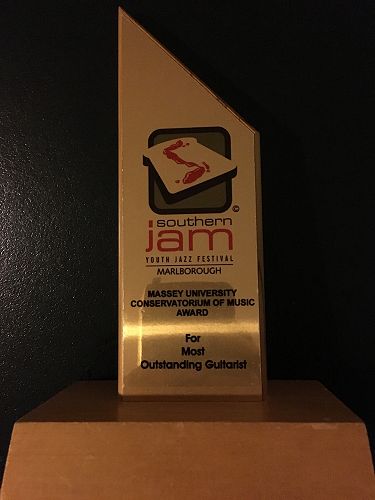 ©
southern
jam
YOUTH JAZZ FESTIVAL
MARLBOROUGH
MASSEY UNIVERSITY
CONSERVATORIUM OF MUSIC
AWARD
For
Most
Outstanding Guitarist